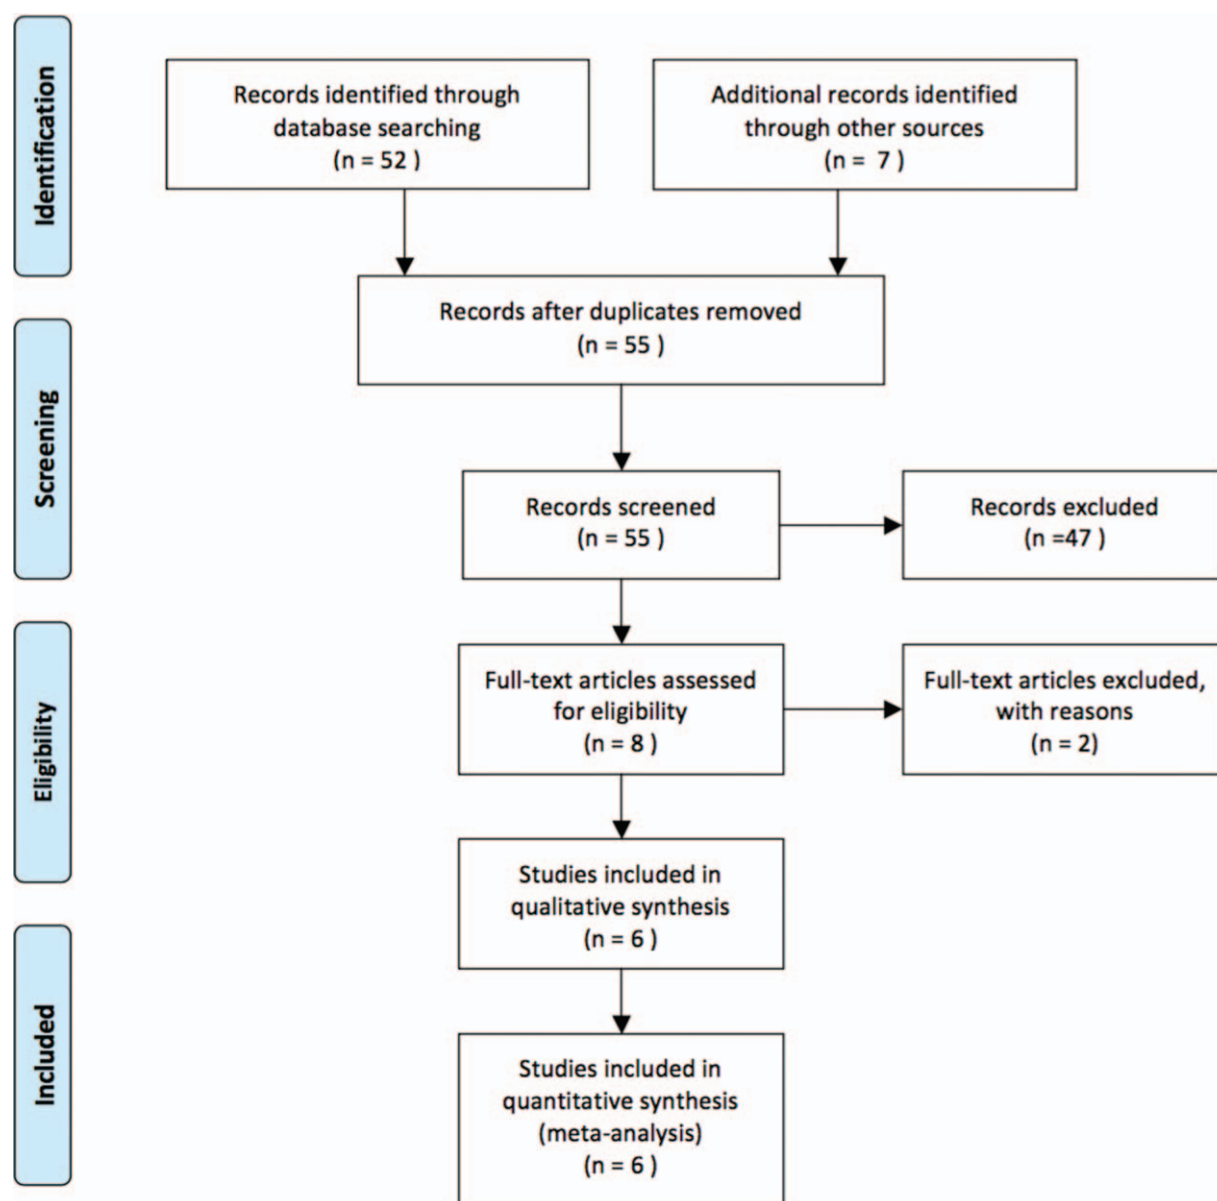 Identification
Records identified through
database searching
(n = 52 )
Additional records identified
through other sources
(n = 7 )
Records after duplicates removed
(n = 55 )
Screening
Records screened
(n = 55 )
Records excluded
(n =47 )
Eligibility
Full-text articles assessed
for eligibility
(n = 8 )
Full-text articles excluded,
with reasons
(n = 2)
Studies included in
qualitative synthesis
(n = 6 )
Included
Studies included in
quantitative synthesis
(meta-analysis)
(n = 6 )